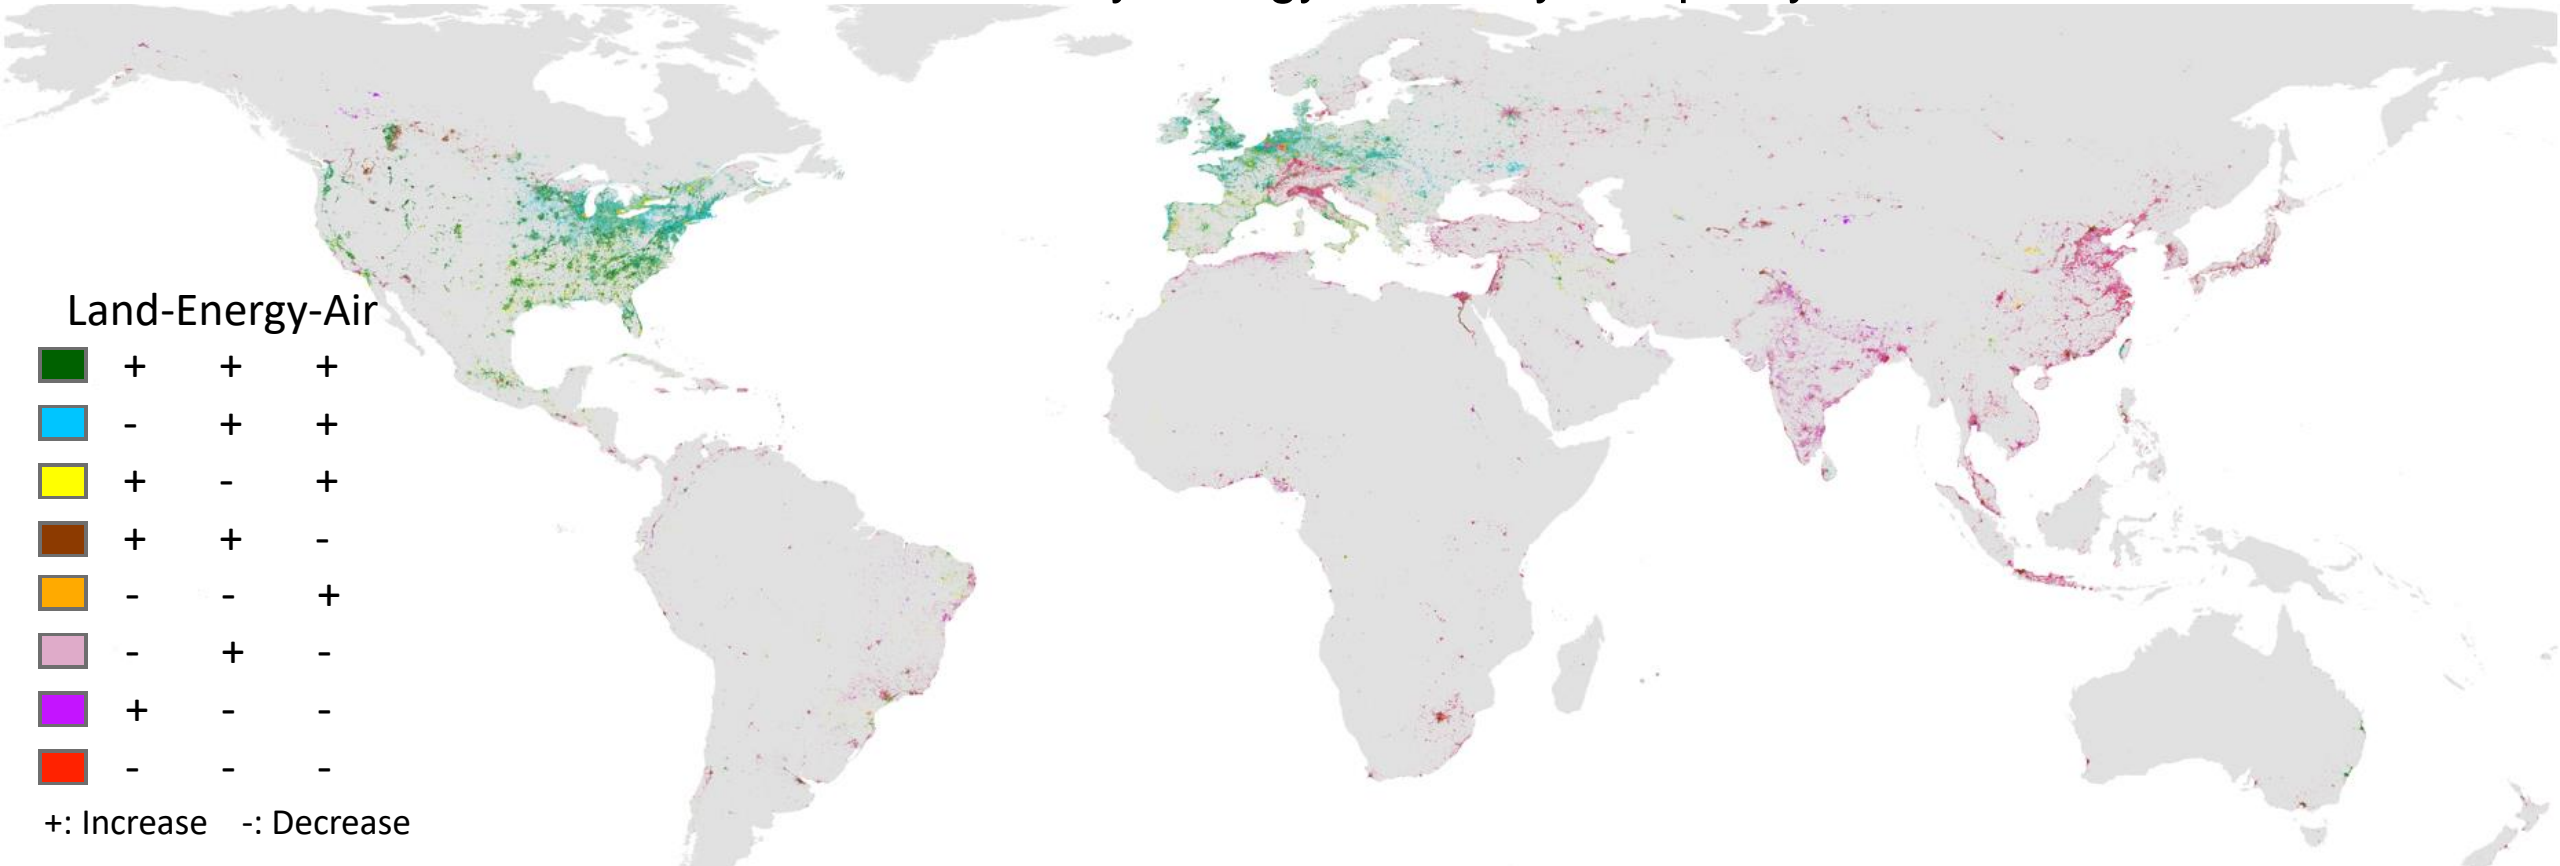 Land-Energy-Air
+ + +
- + +
+ - +
+ + -
- - +
- + -
+ - -
- - -
+: Increase -: Decrease